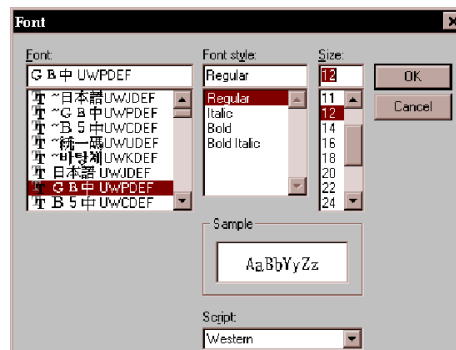 Font
Font: Font style: Size:
G B 中 UWPDEF Regular 12 OK
~日本語 UWJDEF Regular 11 Cancel
~G B 中 UWPDEF Italic 12
~B 5 中 UWCDEF Bold 14
~統一碼 UWUDEF Bold Italic 16
~바탕체 UWKDEF 18
日本語 UWJDEF 20
G B 中 UWPDEF 22
B 5 中 UWCDEF 24
Sample
AaBbYyZz
Script:
Western